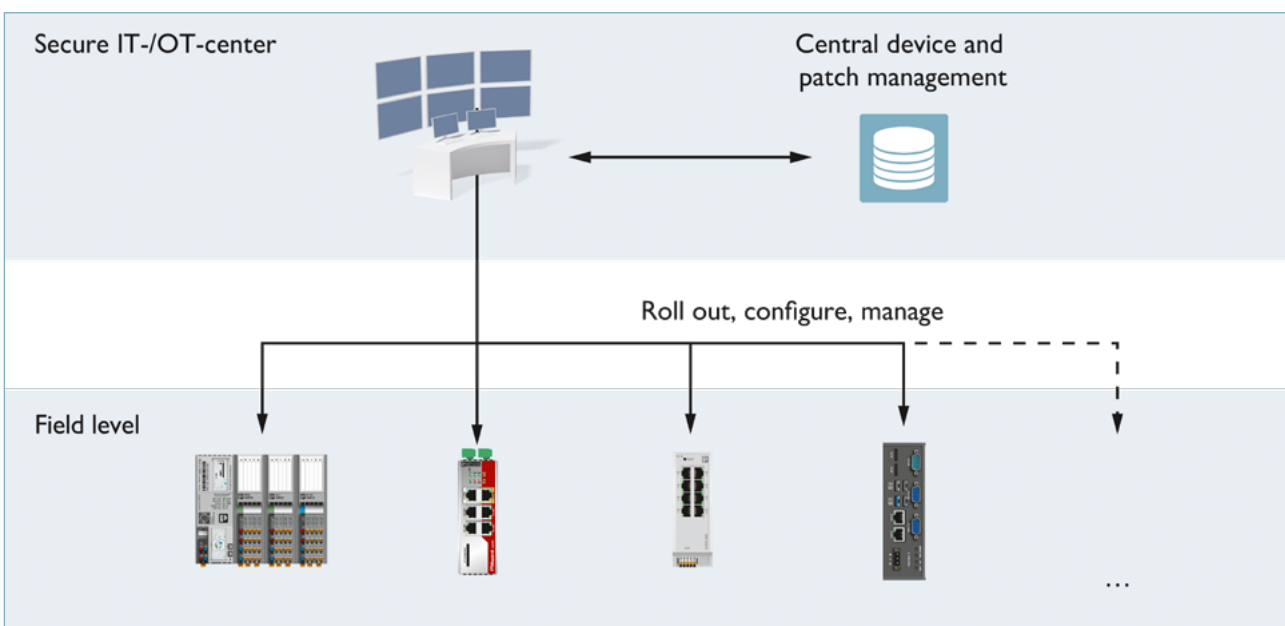 Secure IT-/OT-center
Central device and
patch management
Roll out, configure, manage
Field level
...